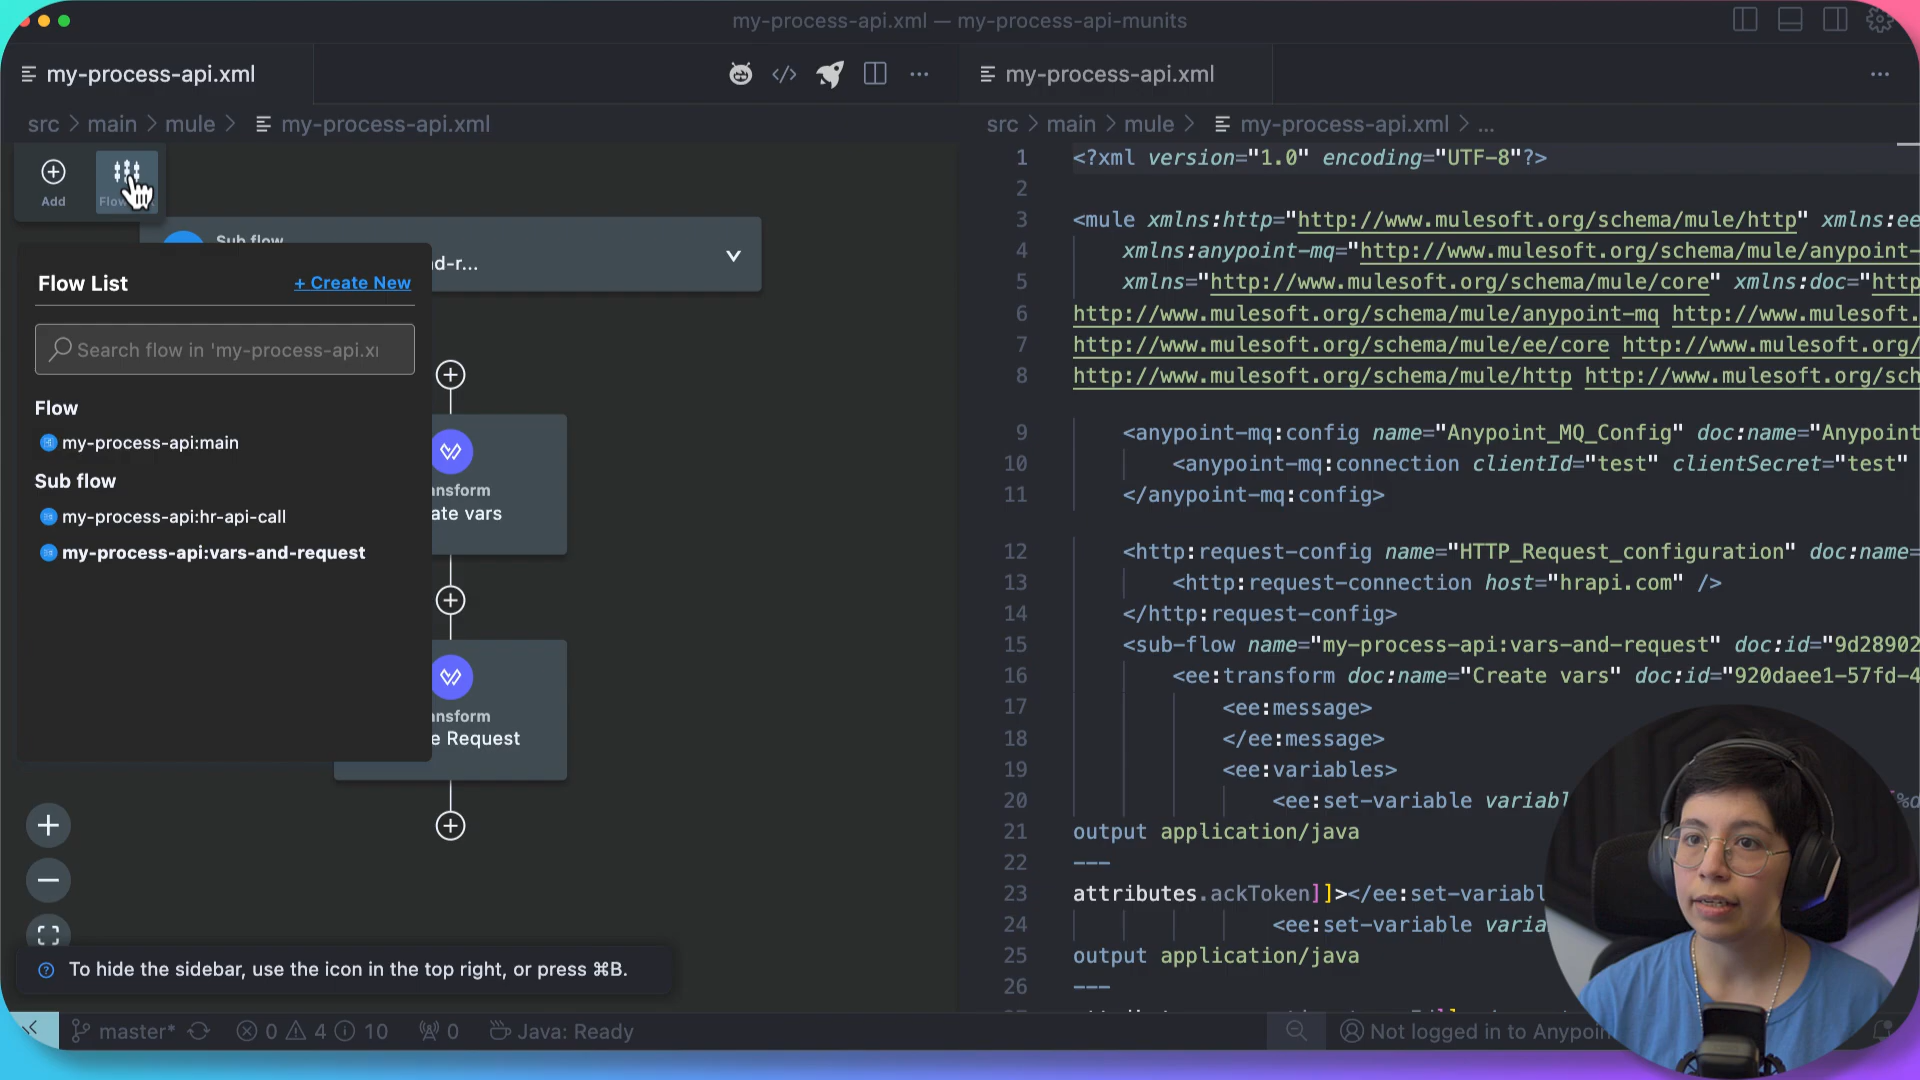 my-process-api.xml — my-process-api-munits
my-process-api.xml
my-process-api.xml
src > main > mule > my-process-api.xml
src > main > mule > my-process-api.xml > ...
Add
Flow
Sub flow
d-r...
Flow List
+ Create New
Search flow in 'my-process-api.xr
Flow
my-process-api:main
Sub flow
my-process-api:hr-api-call
my-process-api:vars-and-request
ansform
ate vars
ansform
e Request
To hide the sidebar, use the icon in the top right, or press ⌘B.
1 <?xml version="1.0" encoding="UTF-8"?>
2
3 <mule xmlns:http="http://www.mulesoft.org/schema/mule/http" xmlns:ee
4 xmlns:anypoint-mq="http://www.mulesoft.org/schema/mule/anypoint-
5 xmlns="http://www.mulesoft.org/schema/mule/core" xmlns:doc="http
6 http://www.mulesoft.org/schema/mule/anypoint-mq http://www.mulesoft.
7 http://www.mulesoft.org/schema/mule/ee/core http://www.mulesoft.org/
8 http://www.mulesoft.org/schema/mule/http http://www.mulesoft.org/sch
9 <anypoint-mq:config name="Anypoint_MQ_Config" doc:name="Anypoint
10 <anypoint-mq:connection clientId="test" clientSecret="test"
11 </anypoint-mq:config>
12 <http:request-config name="HTTP_Request_configuration" doc:name=
13 <http:request-connection host="hrapi.com" />
14 </http:request-config>
15 <sub-flow name="my-process-api:vars-and-request" doc:id="9d28902
16 <ee:transform doc:name="Create vars" doc:id="920daee1-57fd-4
17 <ee:message>
18 </ee:message>
19 <ee:variables>
20 <ee:set-variable variabl
21 output application/java
22 ---
23 attributes.ackToken]]></ee:set-variabl
24 <ee:set-variable varia
25 output application/java
26 ---
master* 0 4 10 0 Java: Ready
Not logged in to Anypoin